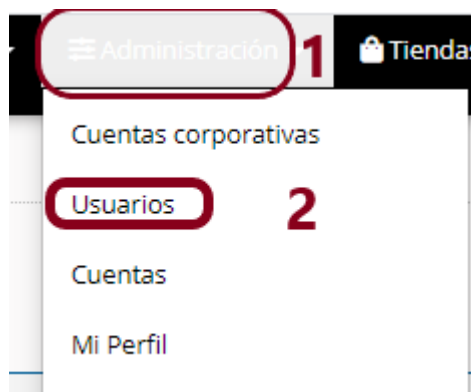 Administración 1 Tiendas
Cuentas corporativas
Usuarios 2
Cuentas
Mi Perfil